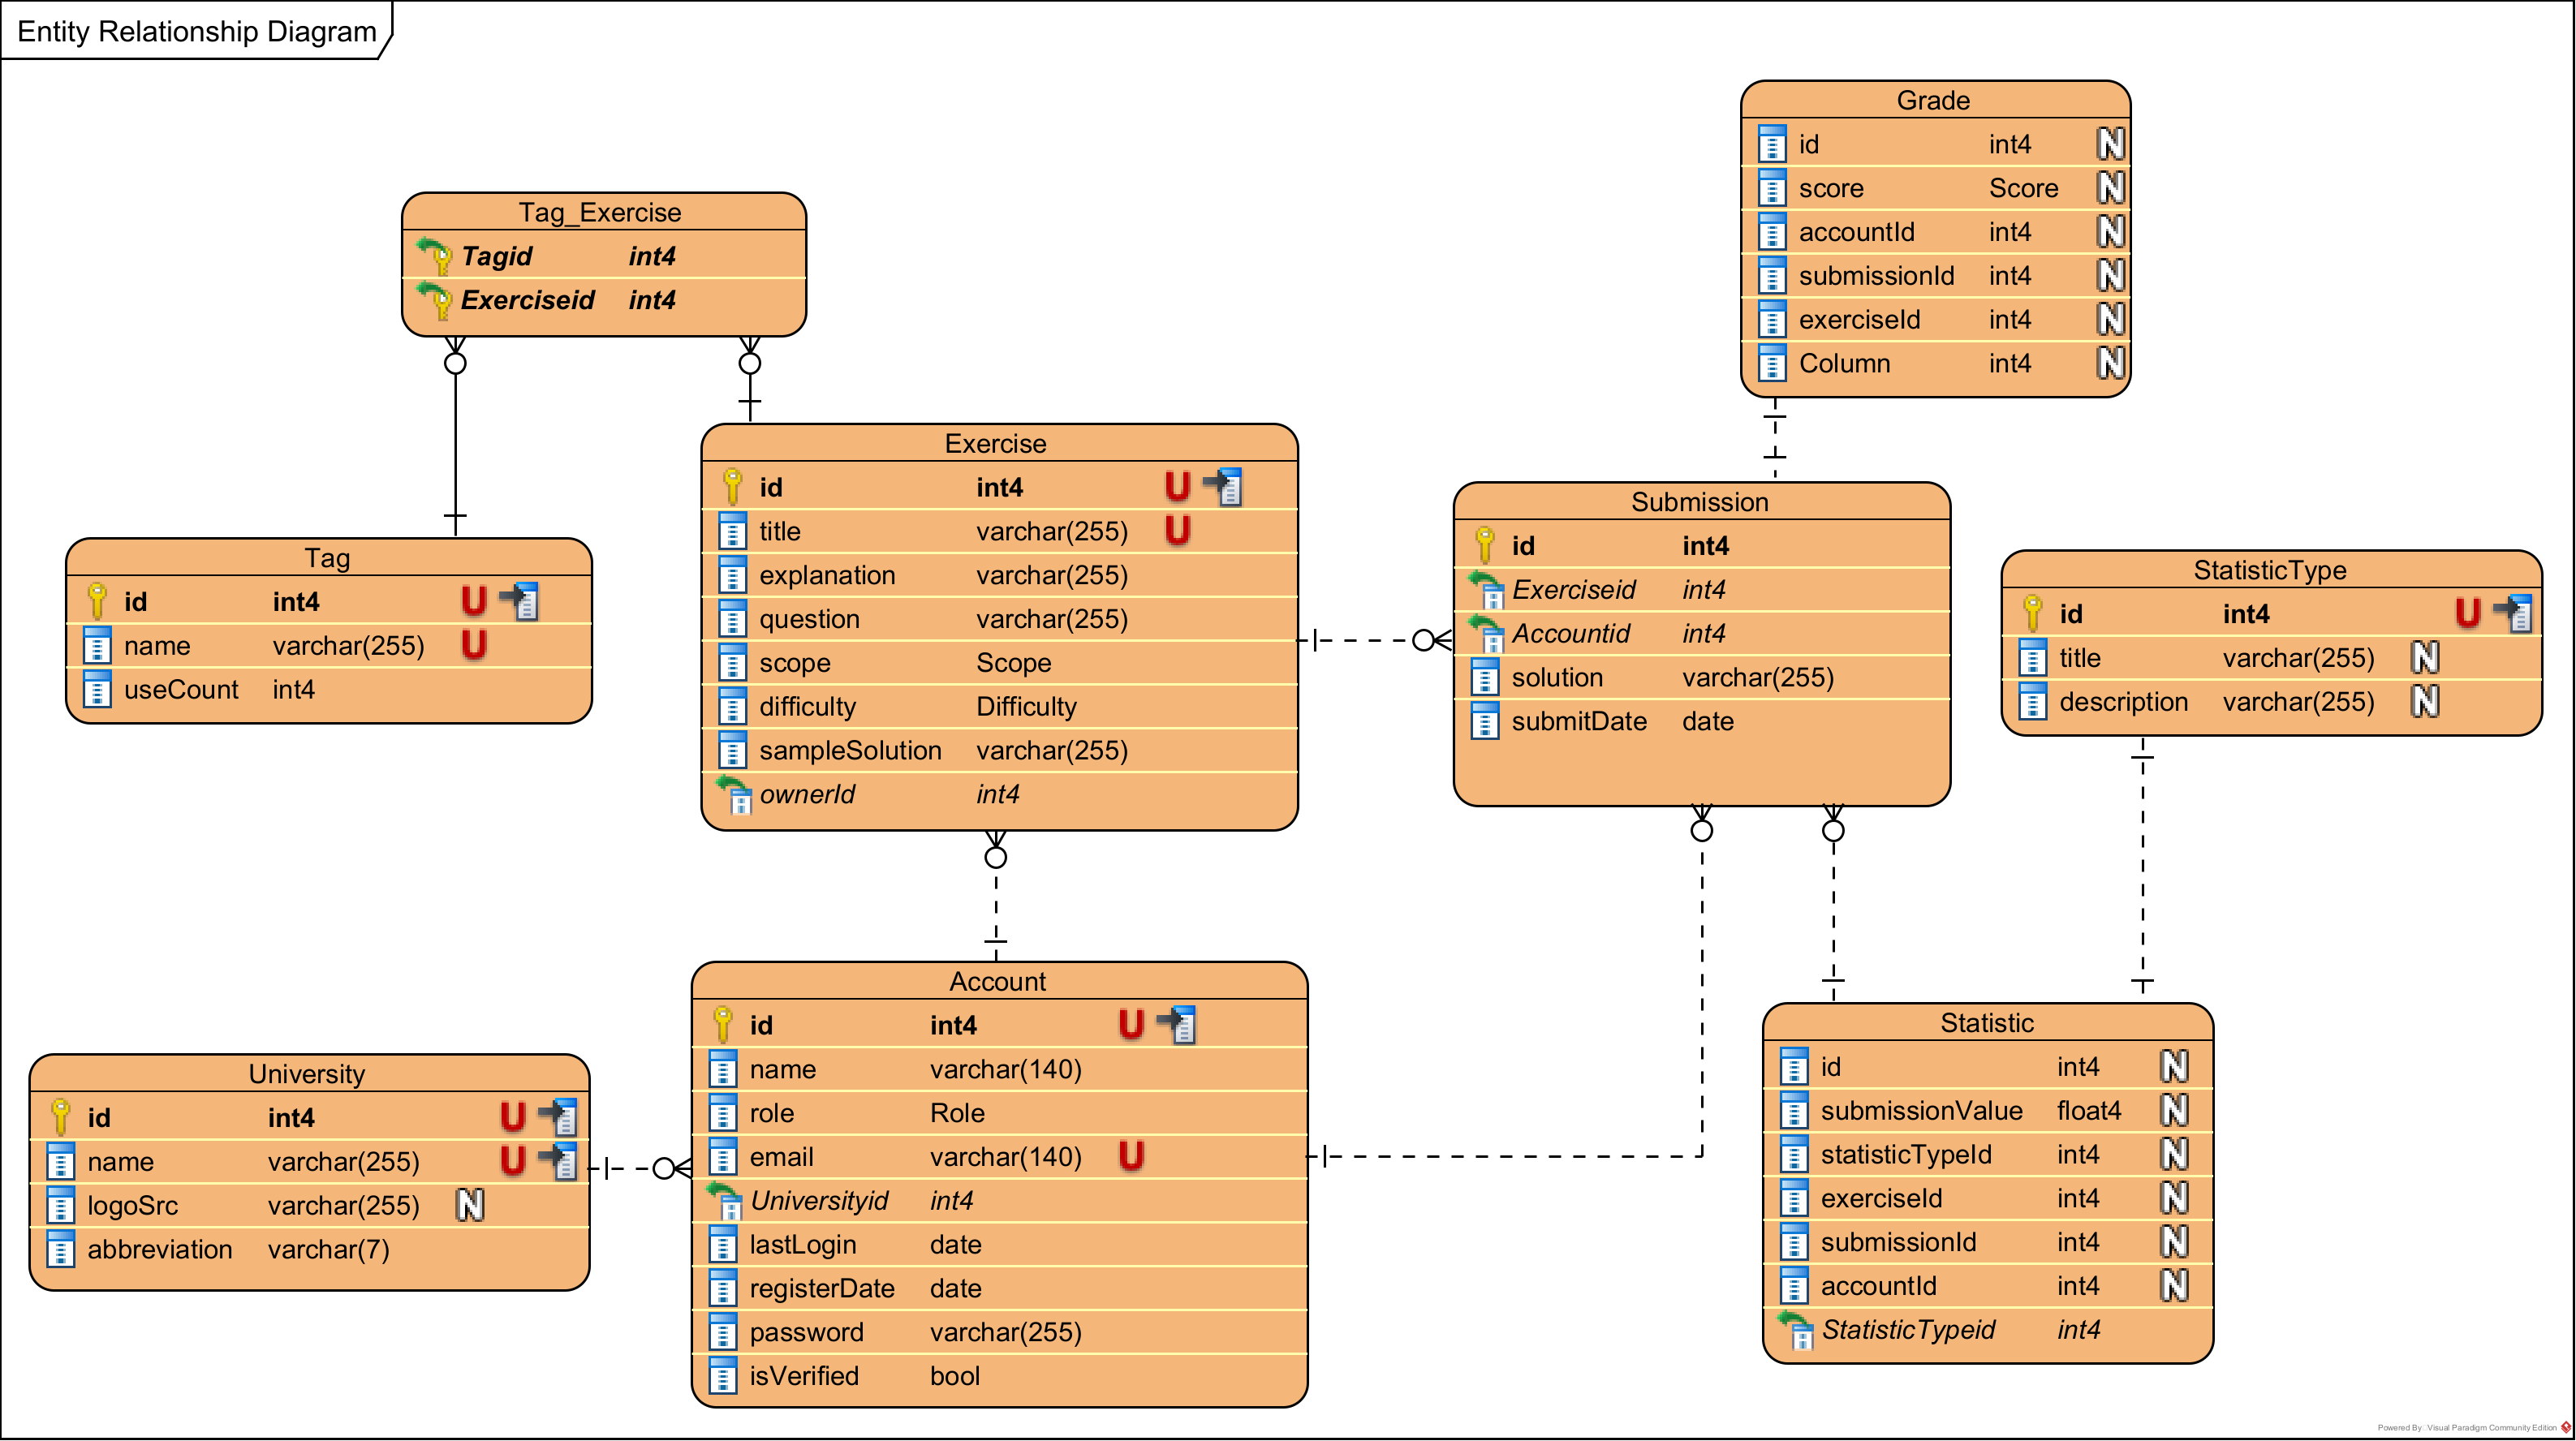 Entity Relationship Diagram
Grade
id int4 N
score Score N
accountId int4 N
submissionId int4 N
exerciseId int4 N
Column int4 N
Tag_Exercise
Tagid int4
Exerciseid int4
Exercise
id int4 U
title varchar(255) U
explanation varchar(255)
question varchar(255)
scope Scope
difficulty Difficulty
sampleSolution varchar(255)
ownerId int4
Submission
id int4
Exerciseid int4
Accountid int4
solution varchar(255)
submitDate date
Tag
id int4 U
name varchar(255) U
useCount int4
StatisticType
id int4 U
title varchar(255) N
description varchar(255) N
Account
id int4 U
name varchar(140)
role Role
email varchar(140) U
Universityid int4
lastLogin date
registerDate date
password varchar(255)
isVerified bool
University
id int4 U
name varchar(255) U
logoSrc varchar(255) N
abbreviation varchar(7)
Statistic
id int4 N
submissionValue float4 N
statisticTypeId int4 N
exerciseId int4 N
submissionId int4 N
accountId int4 N
StatisticTypeid int4
Powered By: Visual Paradigm Community Edition